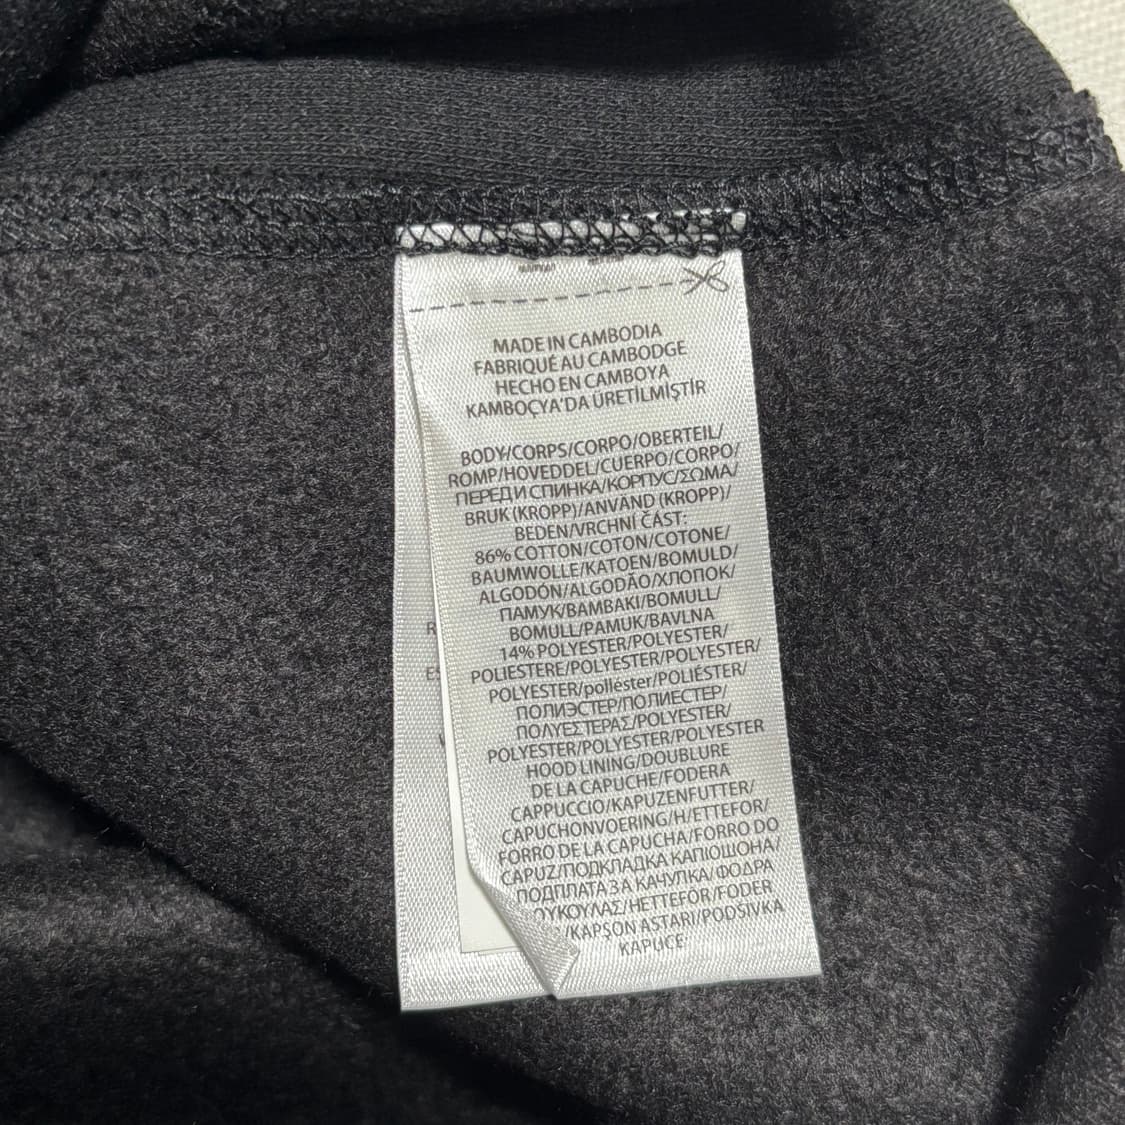 MADE IN CAMBODIA
FABRIQUÉ AU CAMBODGE
HECHO EN CAMBOYA
KAMBOÇYA'DA ÜRETİLMİŞTİR
BODY/CORPS/CORPO/OBERTEIL/
ROMP/HOVEDDEL/CUERPO/CORPO/
ПЕРЕД И СПИНКА/КОРПУС/ΣΩΜΑ/
BRUK (KROPP)/ANVÄND (KROPP)/
BEDEN/VRCHNÍ ČÁST:
86% COTTON/COTON/COTONE/
BAUMWOLLE/KATOEN/BOMULD/
ALGODÓN/ALGODÃO/ХЛОПОК/
ПАМУК/ΒΑΜΒΑΚΙ/BOMULL/
BOMULL/PAMUK/BAVLNA
14% POLYESTER/POLYESTER/
POLIESTERE/POLYESTER/POLYESTER/
POLYESTER/poliéster/POLIÉSTER/
ПОЛИЭСТЕР/ПОЛИЕСТЕР/
ΠΟΛΥΕΣΤΕΡΑΣ/POLYESTER/
POLYESTER/POLYESTER/POLYESTER
HOOD LINING/DOUBLURE
DE LA CAPUCHE/FODERA
CAPPUCCIO/KAPUZENFUTTER/
CAPUCHONVOERING/HÆTTEFOR/
FORRO DE LA CAPUCHA/FORRO DO
CAPUZ/ПОДКЛАДКА КАПЮШОНА/
ПОДПЛАТА ЗА КАЧУЛКА/ΦΟΔΡΑ
ΟΥΚΟΥΛΑΣ/HETTEFÔR/FODER
/KAPŞON ASTARI/PODŠÍVKA
KAPUCE: